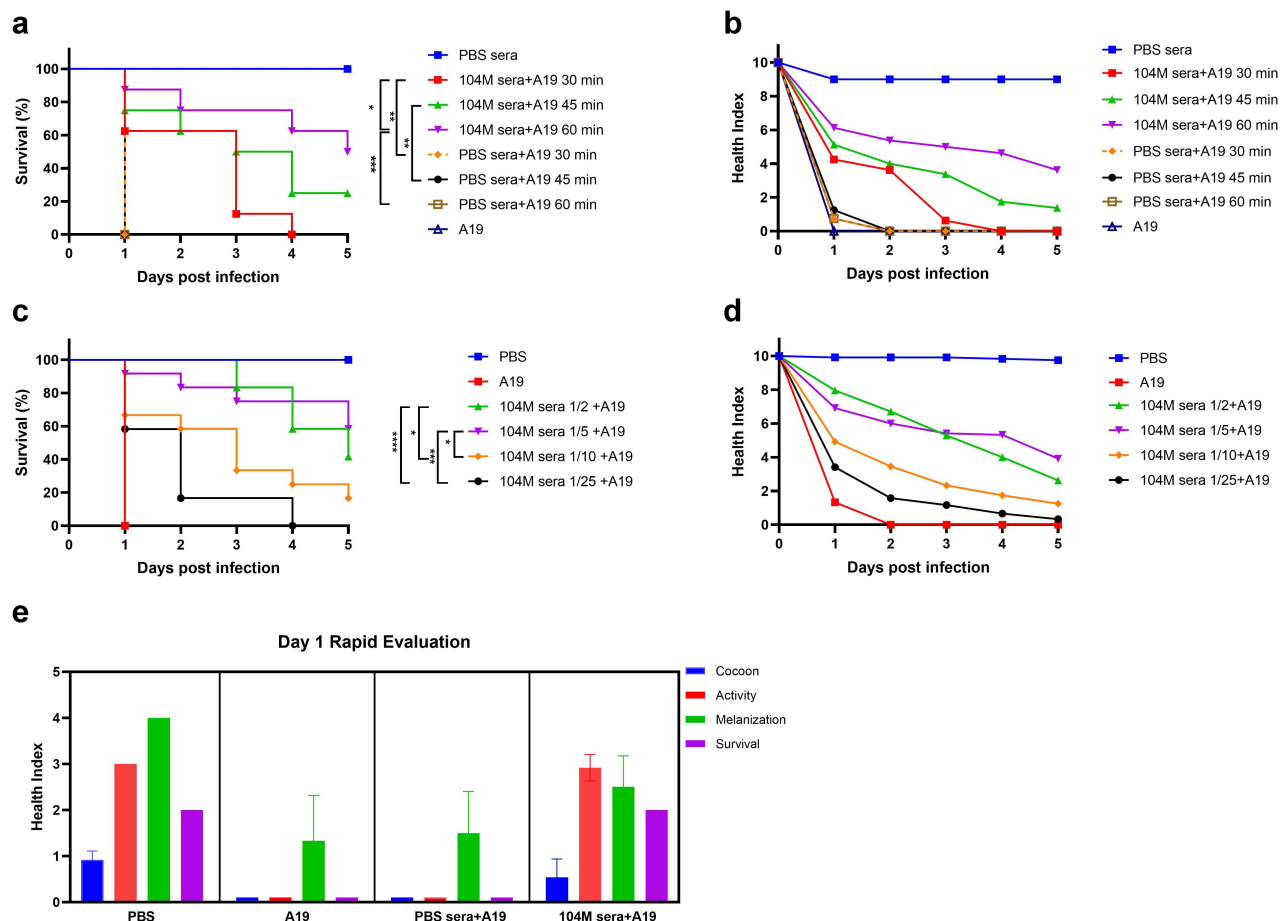 a
Survival (%)
100
80
60
40
20
0
0 1 2 3 4 5
Days post infection
PBS sera
104M sera+A19 30 min
104M sera+A19 45 min
104M sera+A19 60 min
PBS sera+A19 30 min
PBS sera+A19 45 min
PBS sera+A19 60 min
A19
*
**
**
***
b
Health Index
10
8
6
4
2
0
0 1 2 3 4 5
Days post infection
PBS sera
104M sera+A19 30 min
104M sera+A19 45 min
104M sera+A19 60 min
PBS sera+A19 30 min
PBS sera+A19 45 min
PBS sera+A19 60 min
A19
c
Survival (%)
100
80
60
40
20
0
0 1 2 3 4 5
Days post infection
PBS
A19
104M sera 1/2 +A19
104M sera 1/5 +A19
104M sera 1/10 +A19
104M sera 1/25 +A19
****
*
***
*
d
Health Index
10
8
6
4
2
0
0 1 2 3 4 5
Days post infection
PBS
A19
104M sera 1/2+A19
104M sera 1/5+A19
104M sera 1/10+A19
104M sera 1/25+A19
e
Day 1 Rapid Evaluation
Health Index
5
4
3
2
1
0
PBS A19 PBS sera+A19 104M sera+A19
Cocoon
Activity
Melanization
Survival